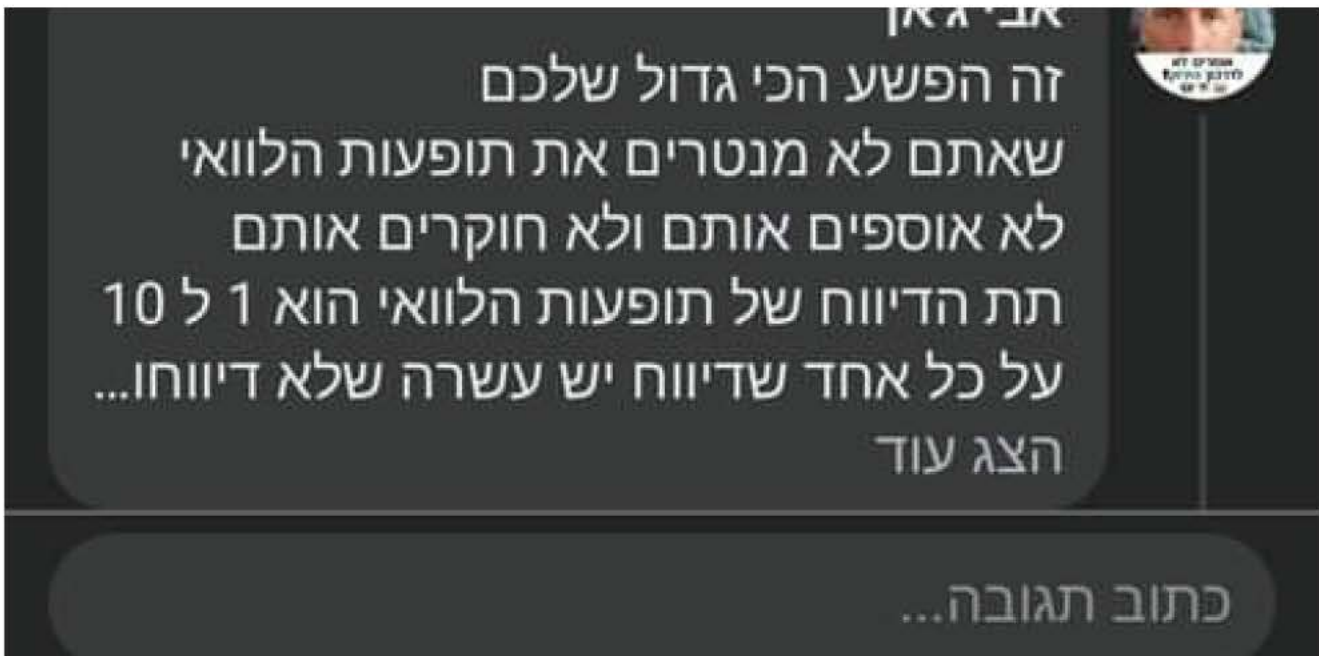 אבי ג'אן
זה הפשע הכי גדול שלכם
שאתם לא מנטרים את תופעות הלוואי
לא אוספים אותם ולא חוקרים אותם
תת הדיווח של תופעות הלוואי הוא 1 ל 10
על כל אחד שדיווח יש עשרה שלא דיווחו...
הצג עוד
כתוב תגובה...